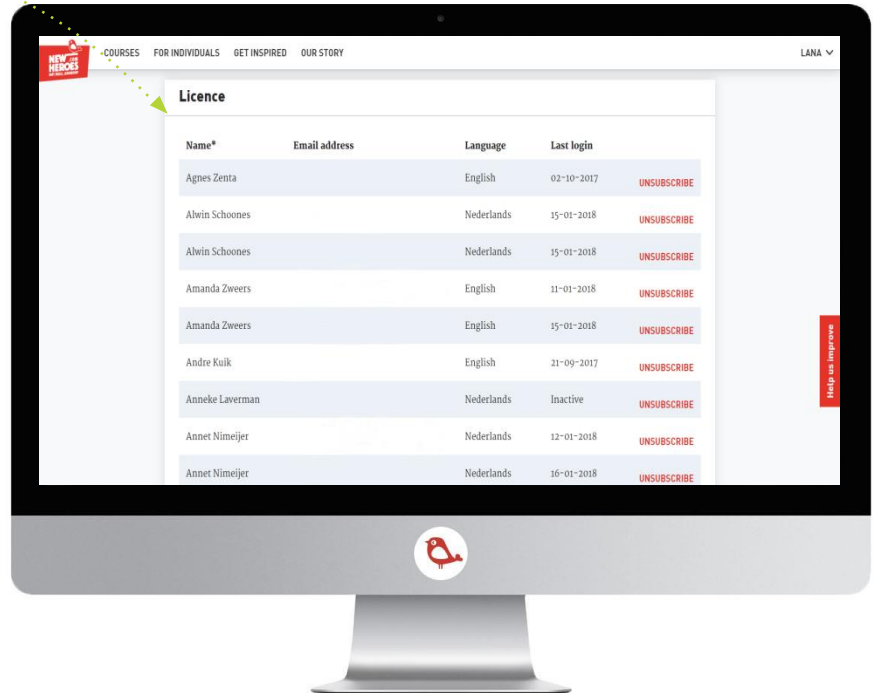 NEW
HEROES
COURSES FOR INDIVIDUALS GET INSPIRED OUR STORY LANA
Licence
Name* Email address Language Last login
Agnes Zenta English 02-10-2017 UNSUBSCRIBE
Alwin Schoones Nederlands 15-01-2018 UNSUBSCRIBE
Alwin Schoones Nederlands 15-01-2018 UNSUBSCRIBE
Amanda Zweers English 11-01-2018 UNSUBSCRIBE
Amanda Zweers English 15-01-2018 UNSUBSCRIBE
Andre Kuik English 21-09-2017 UNSUBSCRIBE
Anneke Laverman Nederlands Inactive UNSUBSCRIBE
Annet Nimeijer Nederlands 12-01-2018 UNSUBSCRIBE
Annet Nimeijer Nederlands 16-01-2018 UNSUBSCRIBE
Help us improve